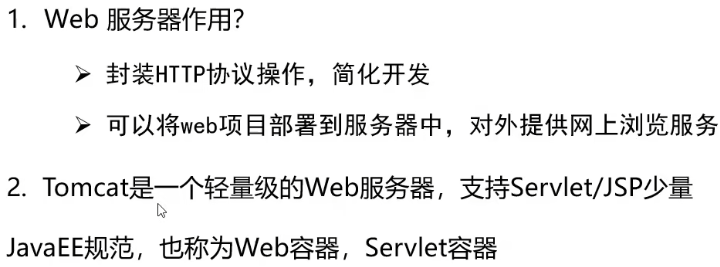 1. Web 服务器作用？
➢ 封装HTTP协议操作，简化开发
➢ 可以将web项目部署到服务器中，对外提供网上浏览服务
2. Tomcat是一个轻量级的Web服务器，支持Servlet/JSP少量
JavaEE规范，也称为Web容器，Servlet容器